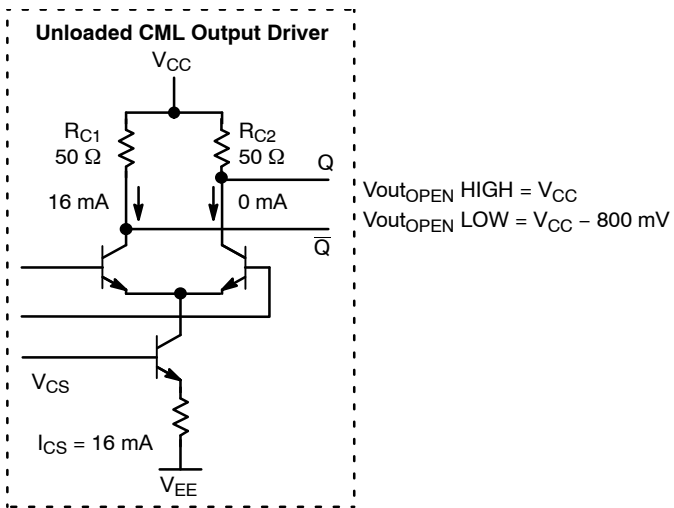 Unloaded CML Output Driver
VCC
RC1
50 Ω
RC2
50 Ω
Q
16 mA
0 mA
Q̅
VoutOPEN HIGH = VCC
VoutOPEN LOW = VCC − 800 mV
VCS
ICS = 16 mA
VEE